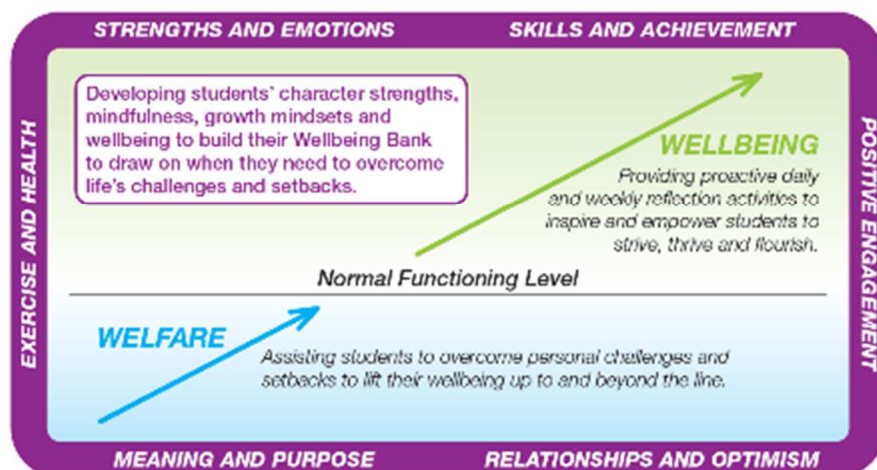 STRENGTHS AND EMOTIONS
SKILLS AND ACHIEVEMENT
EXERCISE AND HEALTH
Developing students' character strengths,
mindfulness, growth mindsets and
wellbeing to build their Wellbeing Bank
to draw on when they need to overcome
life's challenges and setbacks.
WELLBEING
Providing proactive daily
and weekly reflection activities to
inspire and empower students to
strive, thrive and flourish.
POSITIVE ENGAGEMENT
Normal Functioning Level
WELFARE
Assisting students to overcome personal challenges and
setbacks to lift their wellbeing up to and beyond the line.
MEANING AND PURPOSE
RELATIONSHIPS AND OPTIMISM